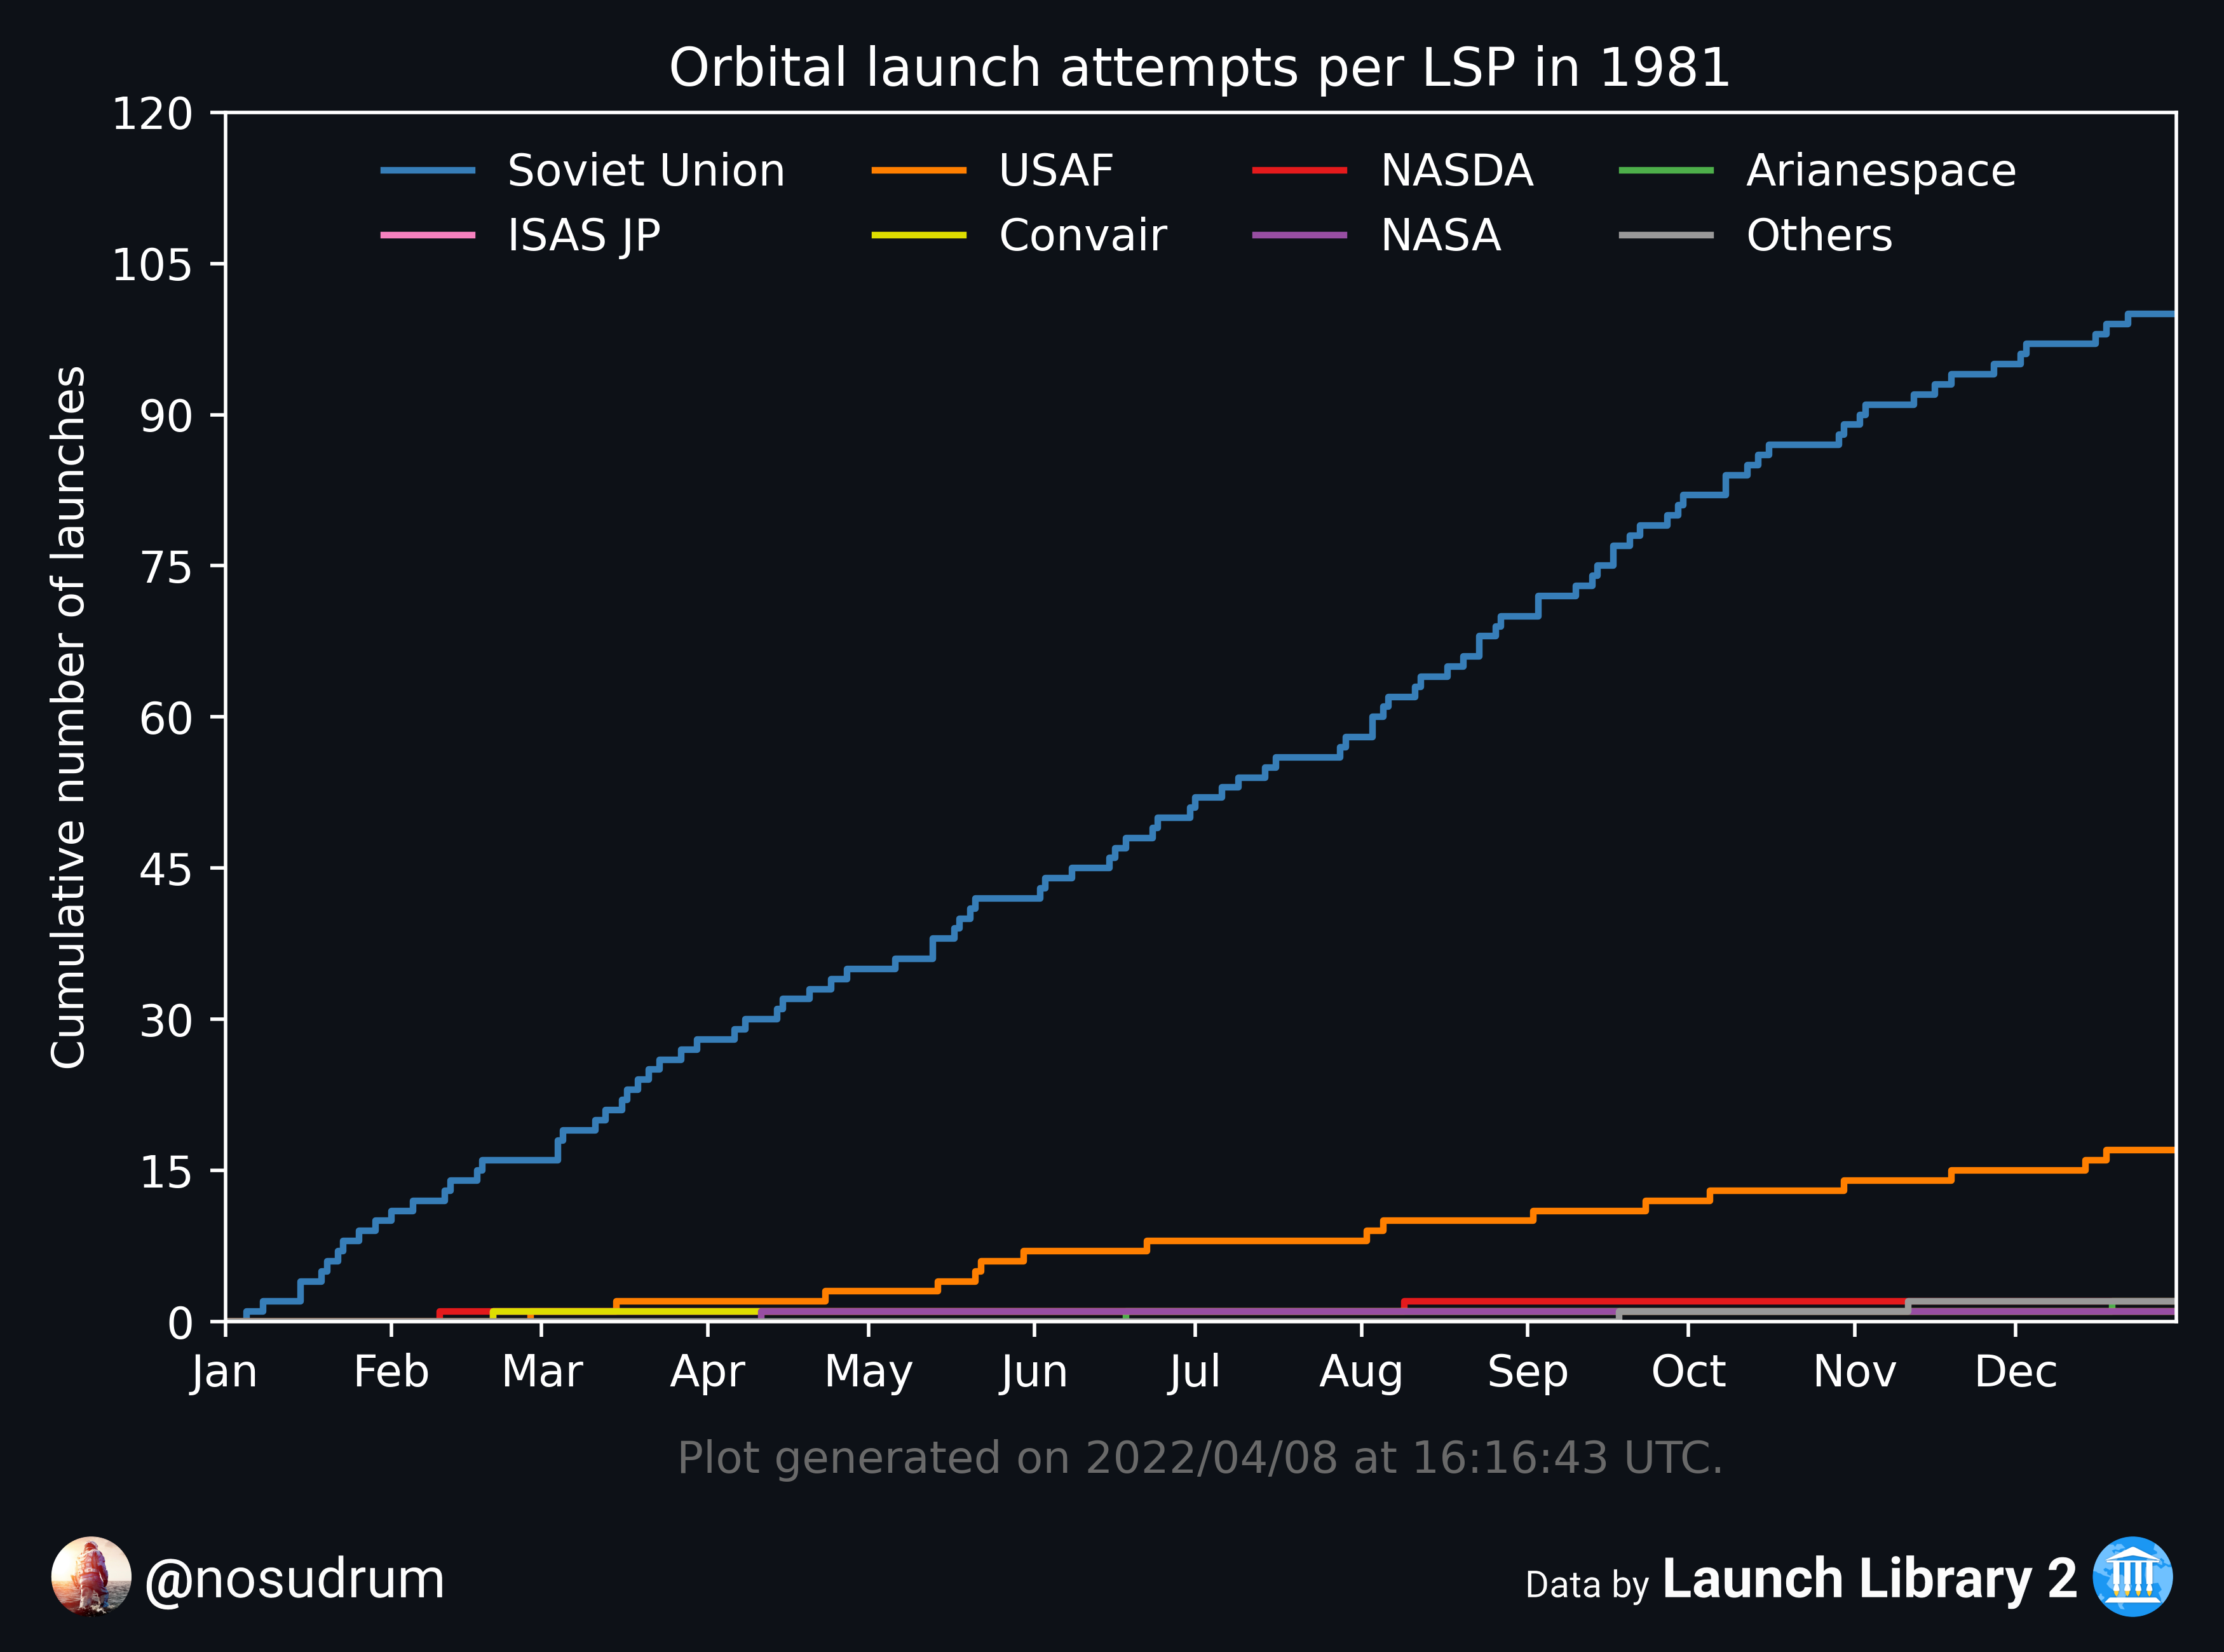 Orbital launch attempts per LSP in 1981
120
105
90
75
60
45
30
15
0
Cumulative number of launches
Soviet Union USAF NASDA Arianespace
ISAS JP Convair NASA Others
Jan Feb Mar Apr May Jun Jul Aug Sep Oct Nov Dec
Plot generated on 2022/04/08 at 16:16:43 UTC.
@nosudrum
Data by Launch Library 2